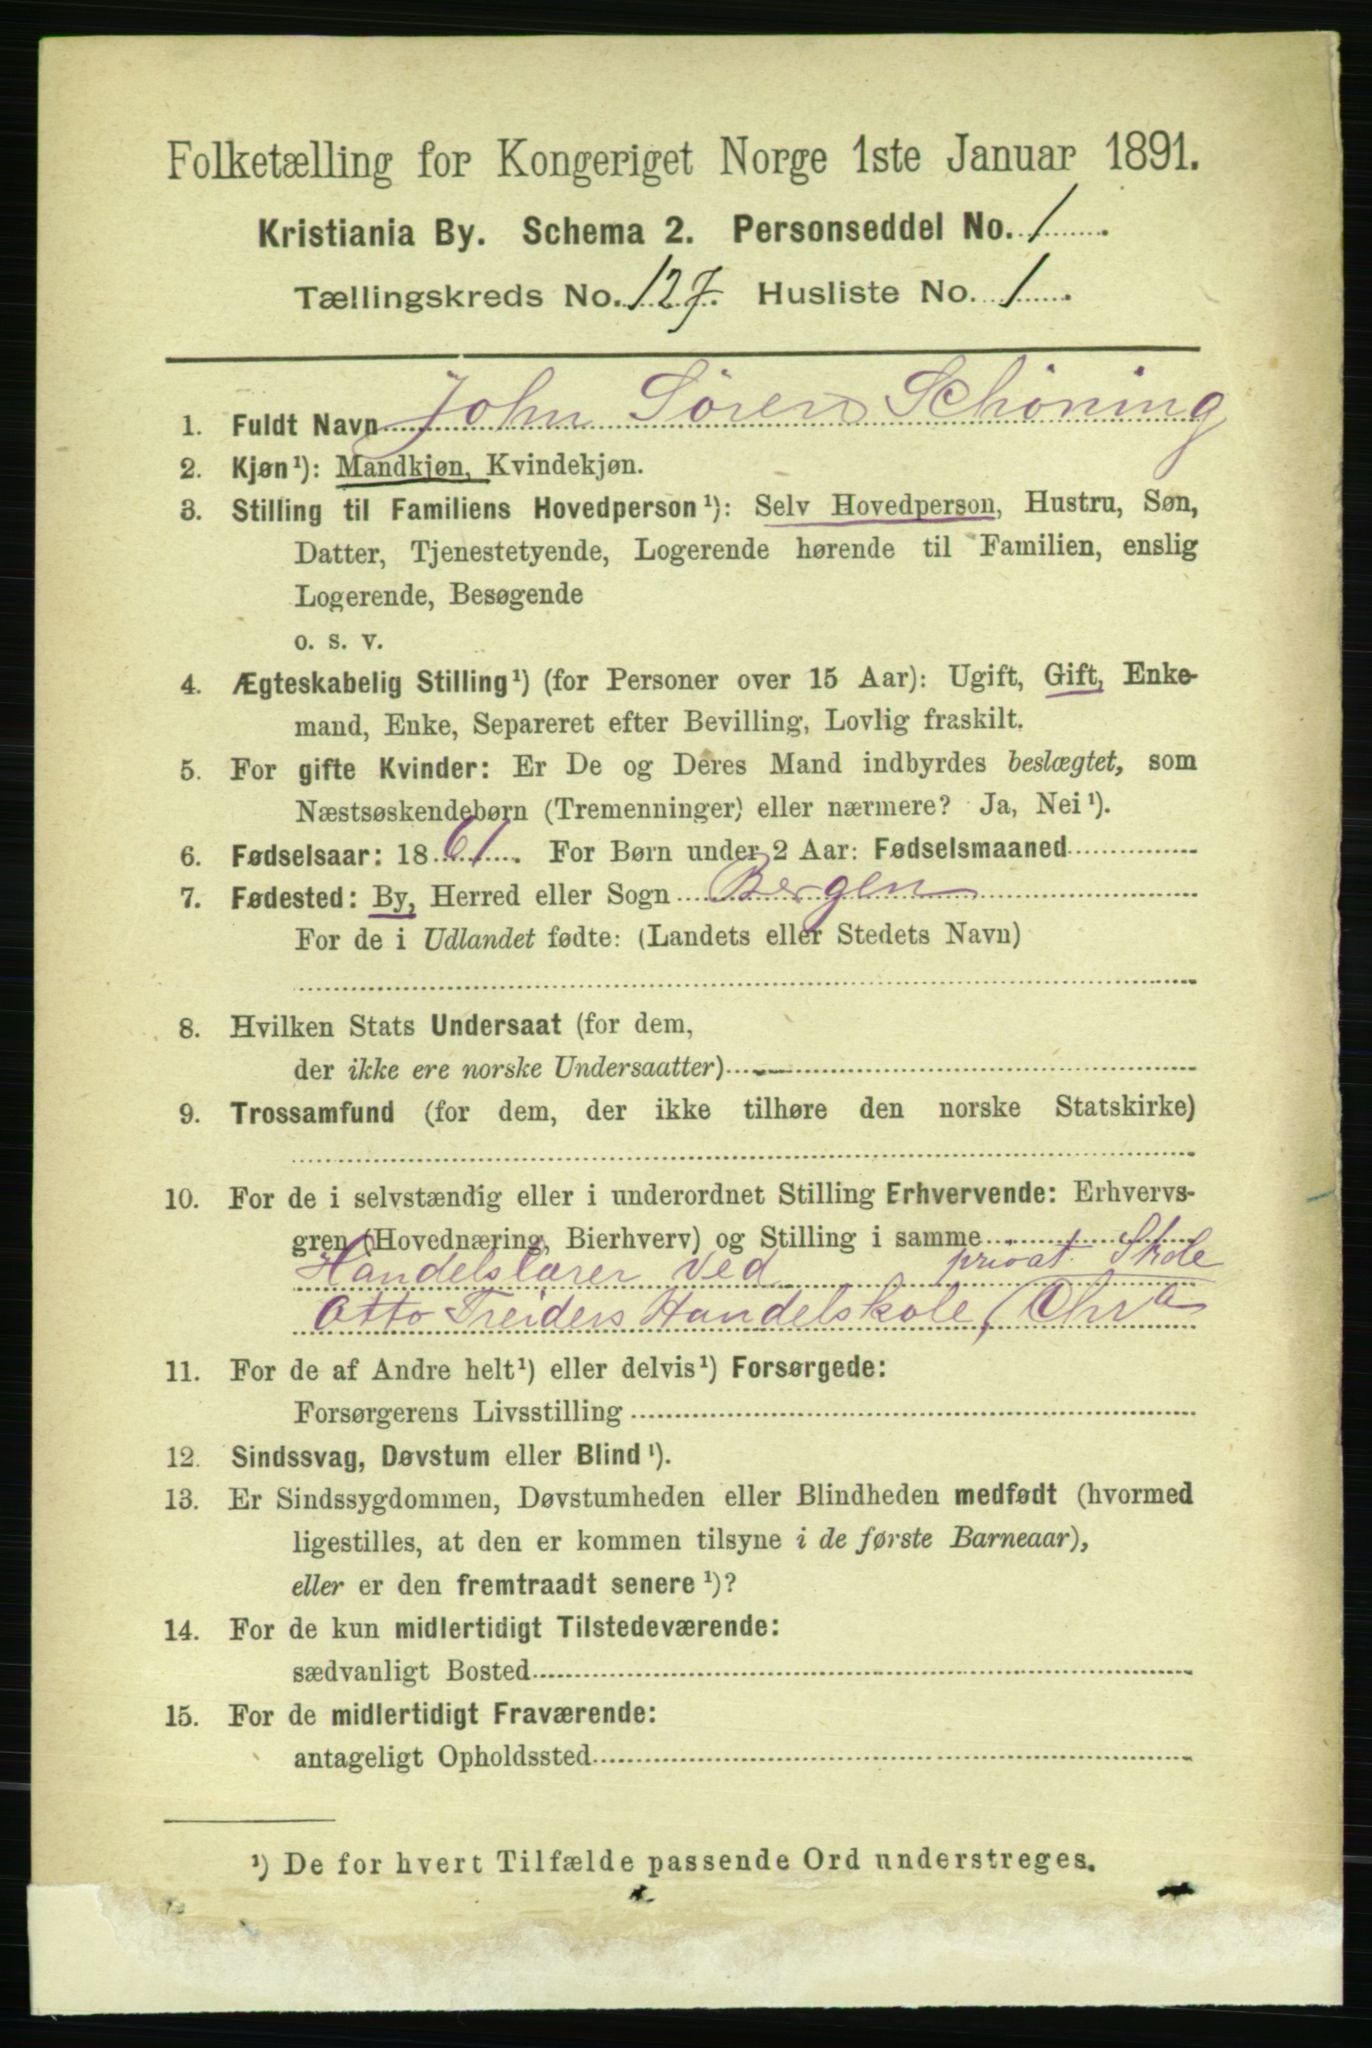 Folketælling for Kongeriget Norge 1ste Januar 1891.
Kristiania By. Schema 2. Personseddel No. 1
Tællingskreds No. 127. Husliste No. 1
1. Fuldt Navn John Sören Schöning
2. Kjøn¹): Mandkjøn, Kvindekjøn.
3. Stilling til Familiens Hovedperson¹): Selv Hovedperson, Hustru, Søn,
Datter, Tjenestetyende, Logerende hørende til Familien, enslig
Logerende, Besøgende
o. s. v.
4. Ægteskabelig Stilling¹) (for Personer over 15 Aar): Ugift, Gift, Enke-
mand, Enke, Separeret efter Bevilling, Lovlig fraskilt.
5. For gifte Kvinder: Er De og Deres Mand indbyrdes beslægtet, som
Næstsøskendebørn (Tremenninger) eller nærmere? Ja, Nei¹).
6. Fødselsaar: 1861. For Børn under 2 Aar: Fødselsmaaned
7. Fødested: By, Herred eller Sogn Bergen
For de i Udlandet fødte: (Landets eller Stedets Navn)
8. Hvilken Stats Undersaat (for dem,
der ikke ere norske Undersaatter)
9. Trossamfund (for dem, der ikke tilhøre den norske Statskirke)
10. For de i selvstændig eller i underordnet Stilling Erhvervende: Erhvervs-
gren (Hovednæring, Bierhverv) og Stilling i samme
Handelslærer ved privat Skole
Otto Treiders Handelskole, Chra
11. For de af Andre helt¹) eller delvis¹) Forsørgede:
Forsørgerens Livsstilling
12. Sindssvag, Døvstum eller Blind¹).
13. Er Sindssygdommen, Døvstumheden eller Blindheden medfødt (hvormed
ligestilles, at den er kommen tilsyne i de første Barneaar),
eller er den fremtraadt senere¹)?
14. For de kun midlertidigt Tilstedeværende:
sædvanligt Bosted
15. For de midlertidigt Fraværende:
antageligt Opholdssted
¹) De for hvert Tilfælde passende Ord understreges.